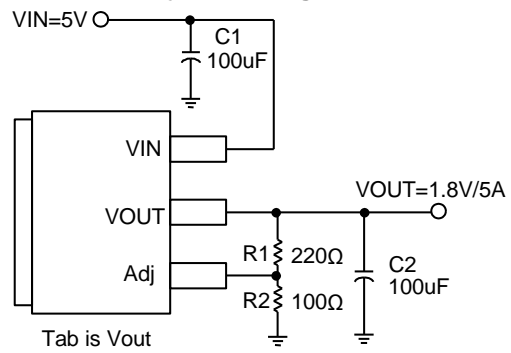 VIN=5V
C1
100uF
VIN
VOUT
VOUT=1.8V/5A
R1 220Ω
Adj
C2
100uF
R2 100Ω
Tab is Vout